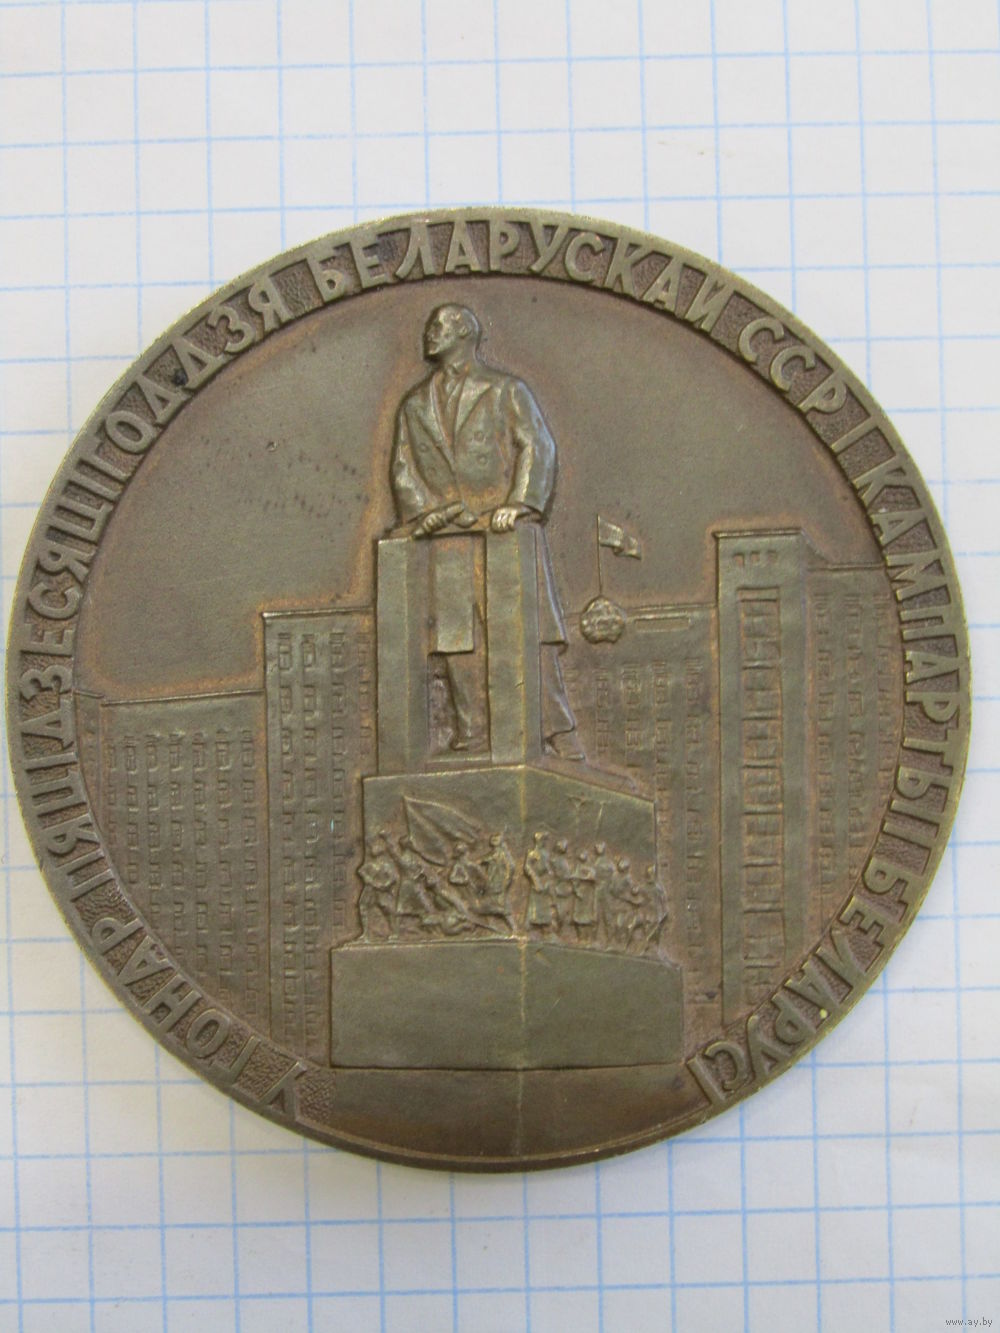 У ГОНАР ПЯЦІДЗЕСЯЦІГОДДЗЯ БЕЛАРУСКАЙ ССР І КАМПАРТЫІ БЕЛАРУСІ
www.ay.by